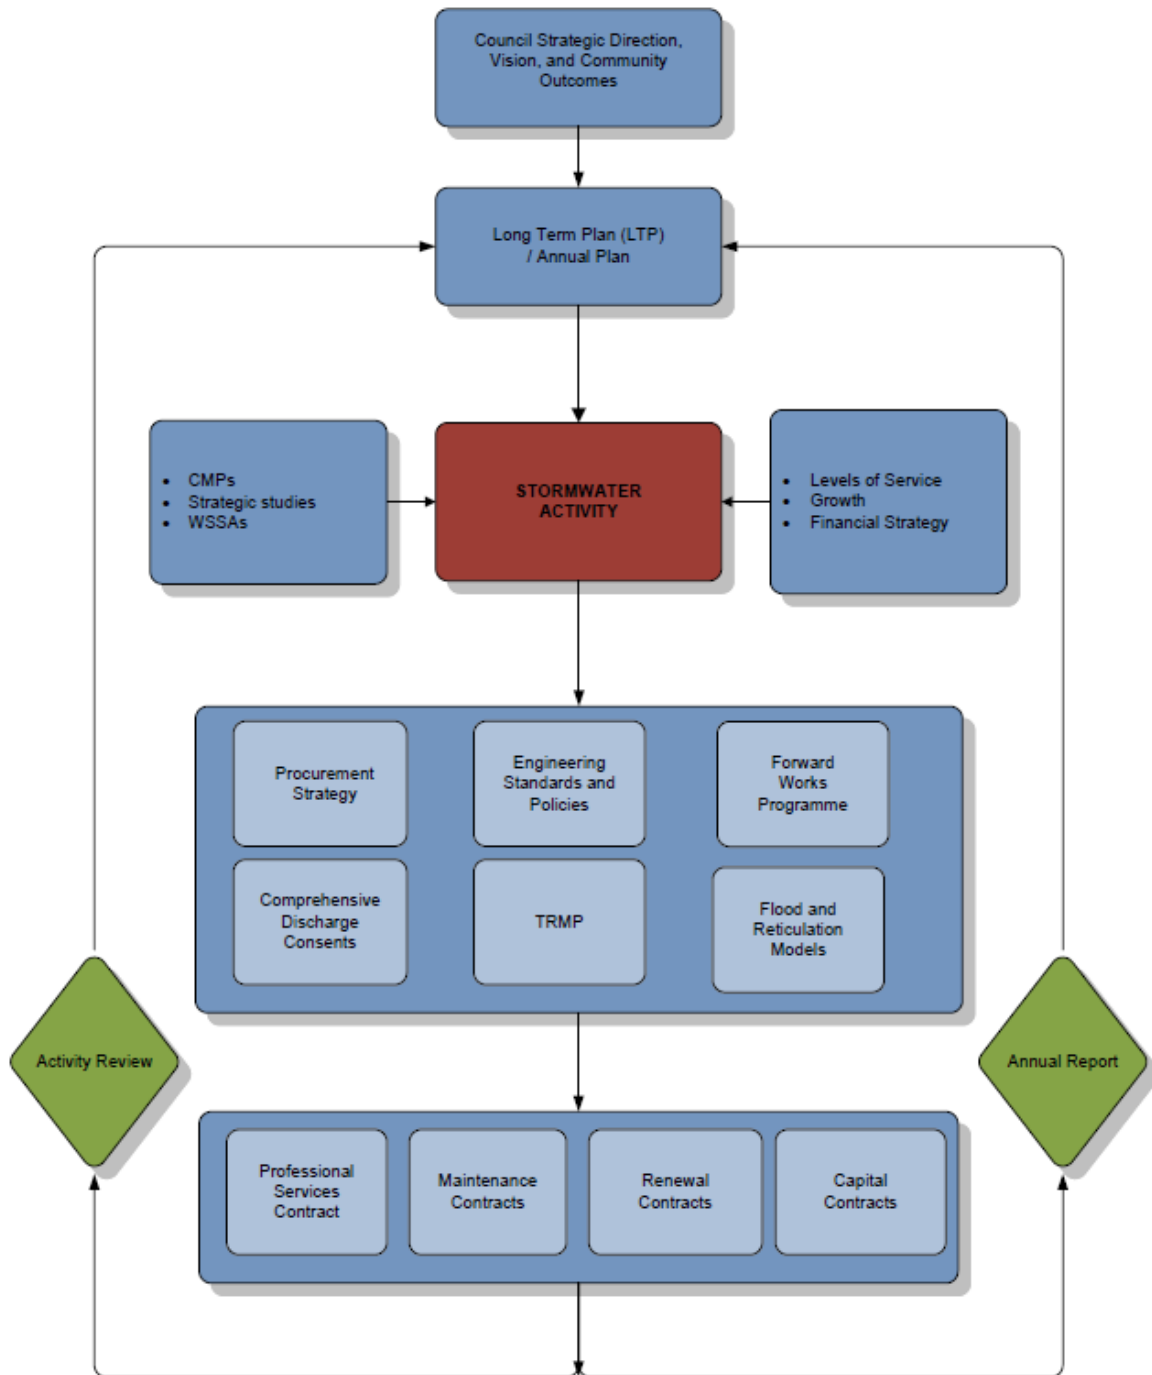 Council Strategic Direction,
Vision, and Community
Outcomes
Long Term Plan (LTP)
/ Annual Plan
• CMPs
• Strategic studies
• WSSAs
STORMWATER
ACTIVITY
• Levels of Service
• Growth
• Financial Strategy
Procurement
Strategy
Engineering
Standards and
Policies
Forward
Works
Programme
Comprehensive
Discharge
Consents
TRMP
Flood and
Reticulation
Models
Activity Review
Annual Report
Professional
Services
Contract
Maintenance
Contracts
Renewal
Contracts
Capital
Contracts